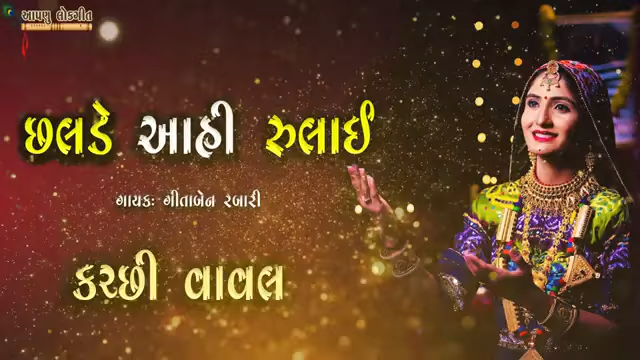 આપણુ લોકગીત
છલડે આહી રુલાઈ
ગાયકઃ ગીતાબેન રબારી
કચ્છી વાવલ